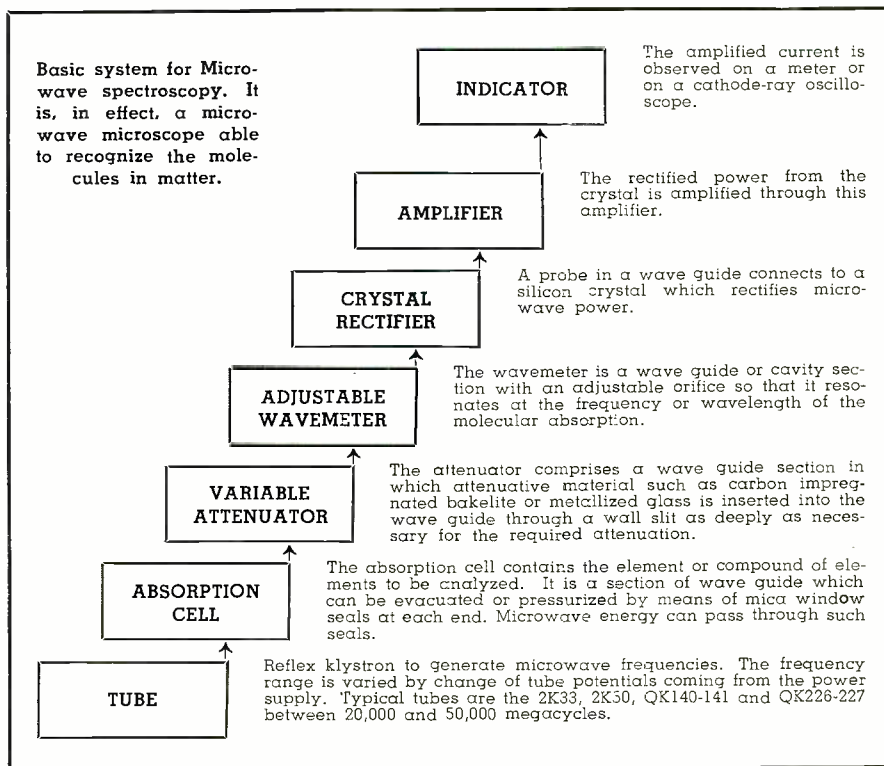 Basic system for Micro-
wave spectroscopy. It
is, in effect, a micro-
wave microscope able
to recognize the mole-
cules in matter.
INDICATOR
The amplified current is
observed on a meter or
on a cathode-ray oscillo-
scope.
AMPLIFIER
The rectified power from the
crystal is amplified through this
amplifier.
CRYSTAL
RECTIFIER
A probe in a wave guide connects to a
silicon crystal which rectifies micro-
wave power.
ADJUSTABLE
WAVEMETER
The wavemeter is a wave guide or cavity sec-
tion with an adjustable orifice so that it reso-
nates at the frequency or wavelength of the
molecular absorption.
VARIABLE
ATTENUATOR
The attenuator comprises a wave guide section in
which attenuative material such as carbon impreg-
nated bakelite or metallized glass is inserted into the
wave guide through a wall slit as deeply as neces-
sary for the required attenuation.
ABSORPTION
CELL
The absorption cell contains the element or compound of ele-
ments to be analyzed. It is a section of wave guide which
can be evacuated or pressurized by means of mica window
seals at each end. Microwave energy can pass through such
seals.
TUBE
Reflex klystron to generate microwave frequencies. The frequency
range is varied by change of tube potentials coming from the power
supply. Typical tubes are the 2K33, 2K50, QK140-141 and QK226-227
between 20,000 and 50,000 megacycles.